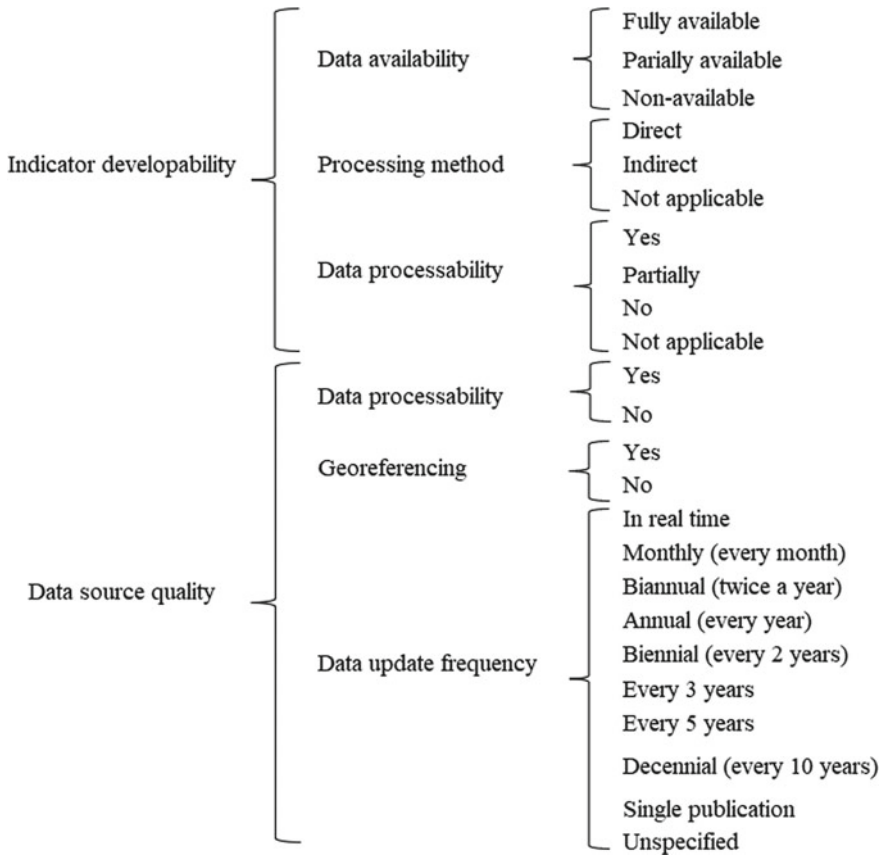 Indicator developability
Data availability
Fully available
Parially available
Non-available
Processing method
Direct
Indirect
Not applicable
Data processability
Yes
Partially
No
Not applicable
Data source quality
Data processability
Yes
No
Georeferencing
Yes
No
Data update frequency
In real time
Monthly (every month)
Biannual (twice a year)
Annual (every year)
Biennial (every 2 years)
Every 3 years
Every 5 years
Decennial (every 10 years)
Single publication
Unspecified